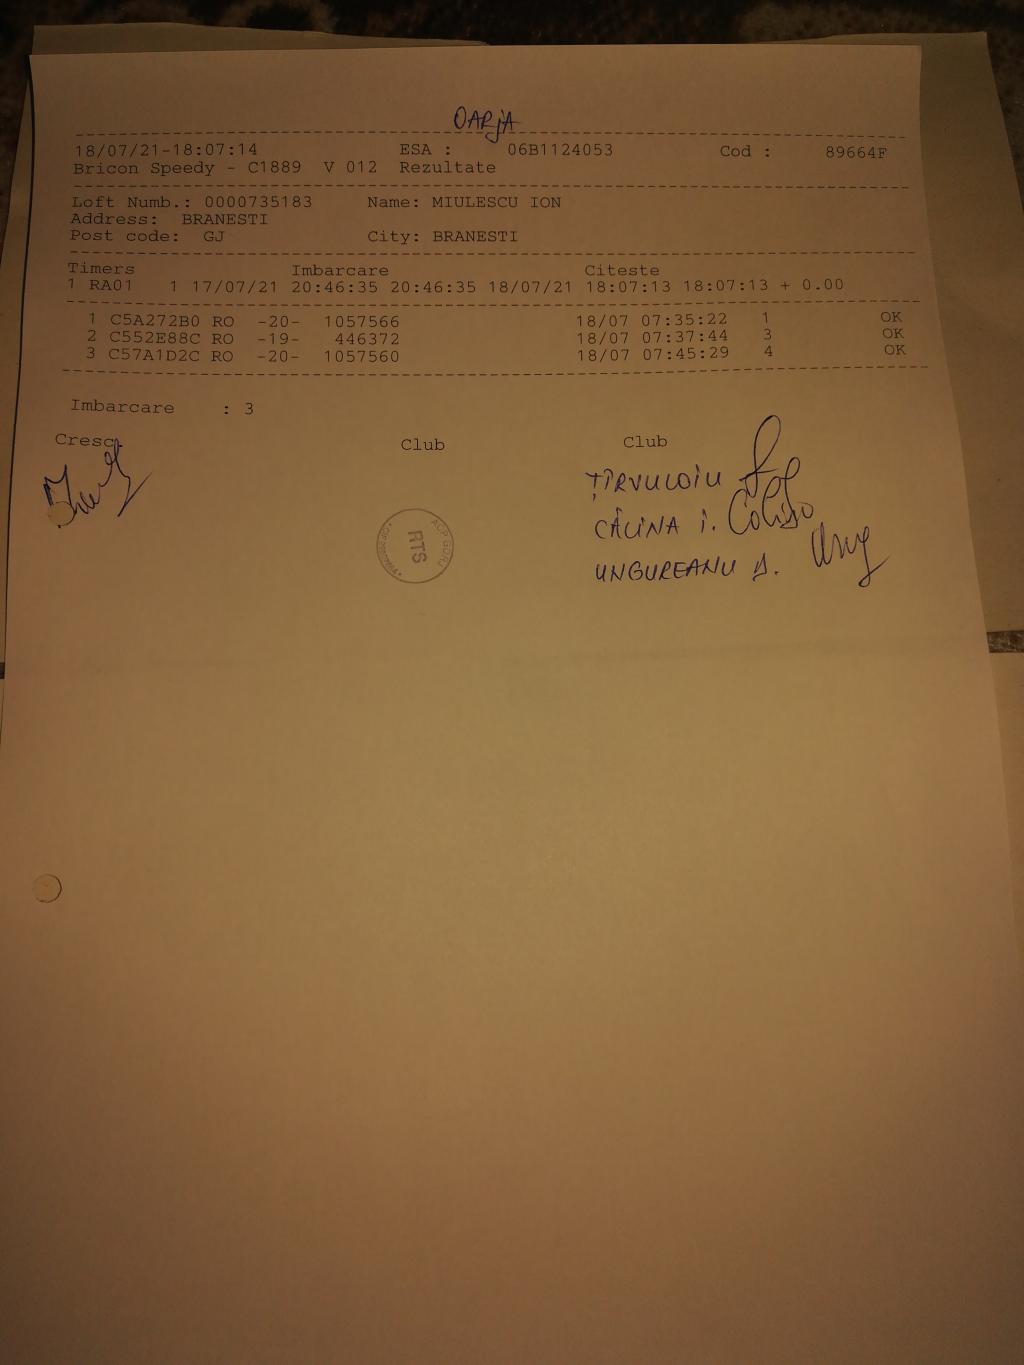 OARJA
18/07/21-18:07:14 ESA : 06B1124053 Cod : 89664F
Bricon Speedy - C1889 V 012 Rezultate
Loft Numb.: 0000735183 Name: MIULESCU ION
Address: BRANESTI
Post code: GJ City: BRANESTI
Timers Imbarcare Citeste
1 RA01 1 17/07/21 20:46:35 20:46:35 18/07/21 18:07:13 18:07:13 + 0.00
1 C5A272B0 RO -20- 1057566 18/07 07:35:22 1 OK
2 C552E88C RO -19- 446372 18/07 07:37:44 3 OK
3 C57A1D2C RO -20- 1057560 18/07 07:45:29 4 OK
Imbarcare : 3
Cresc. Club Club
ȚÎRVULOIU
CĂLINA I.
UNGUREANU D.
ACP GORJ
RTS